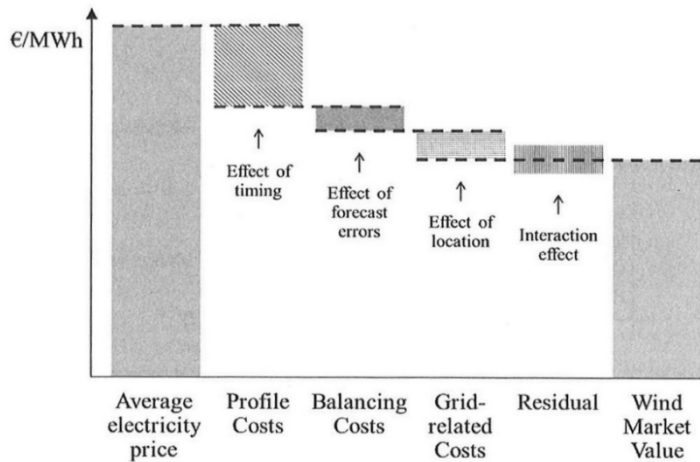 €/MWh
Effect of
timing
Effect of
forecast
errors
Effect of
location
Interaction
effect
Average
electricity
price
Profile
Costs
Balancing
Costs
Grid-
related
Costs
Residual
Wind
Market
Value